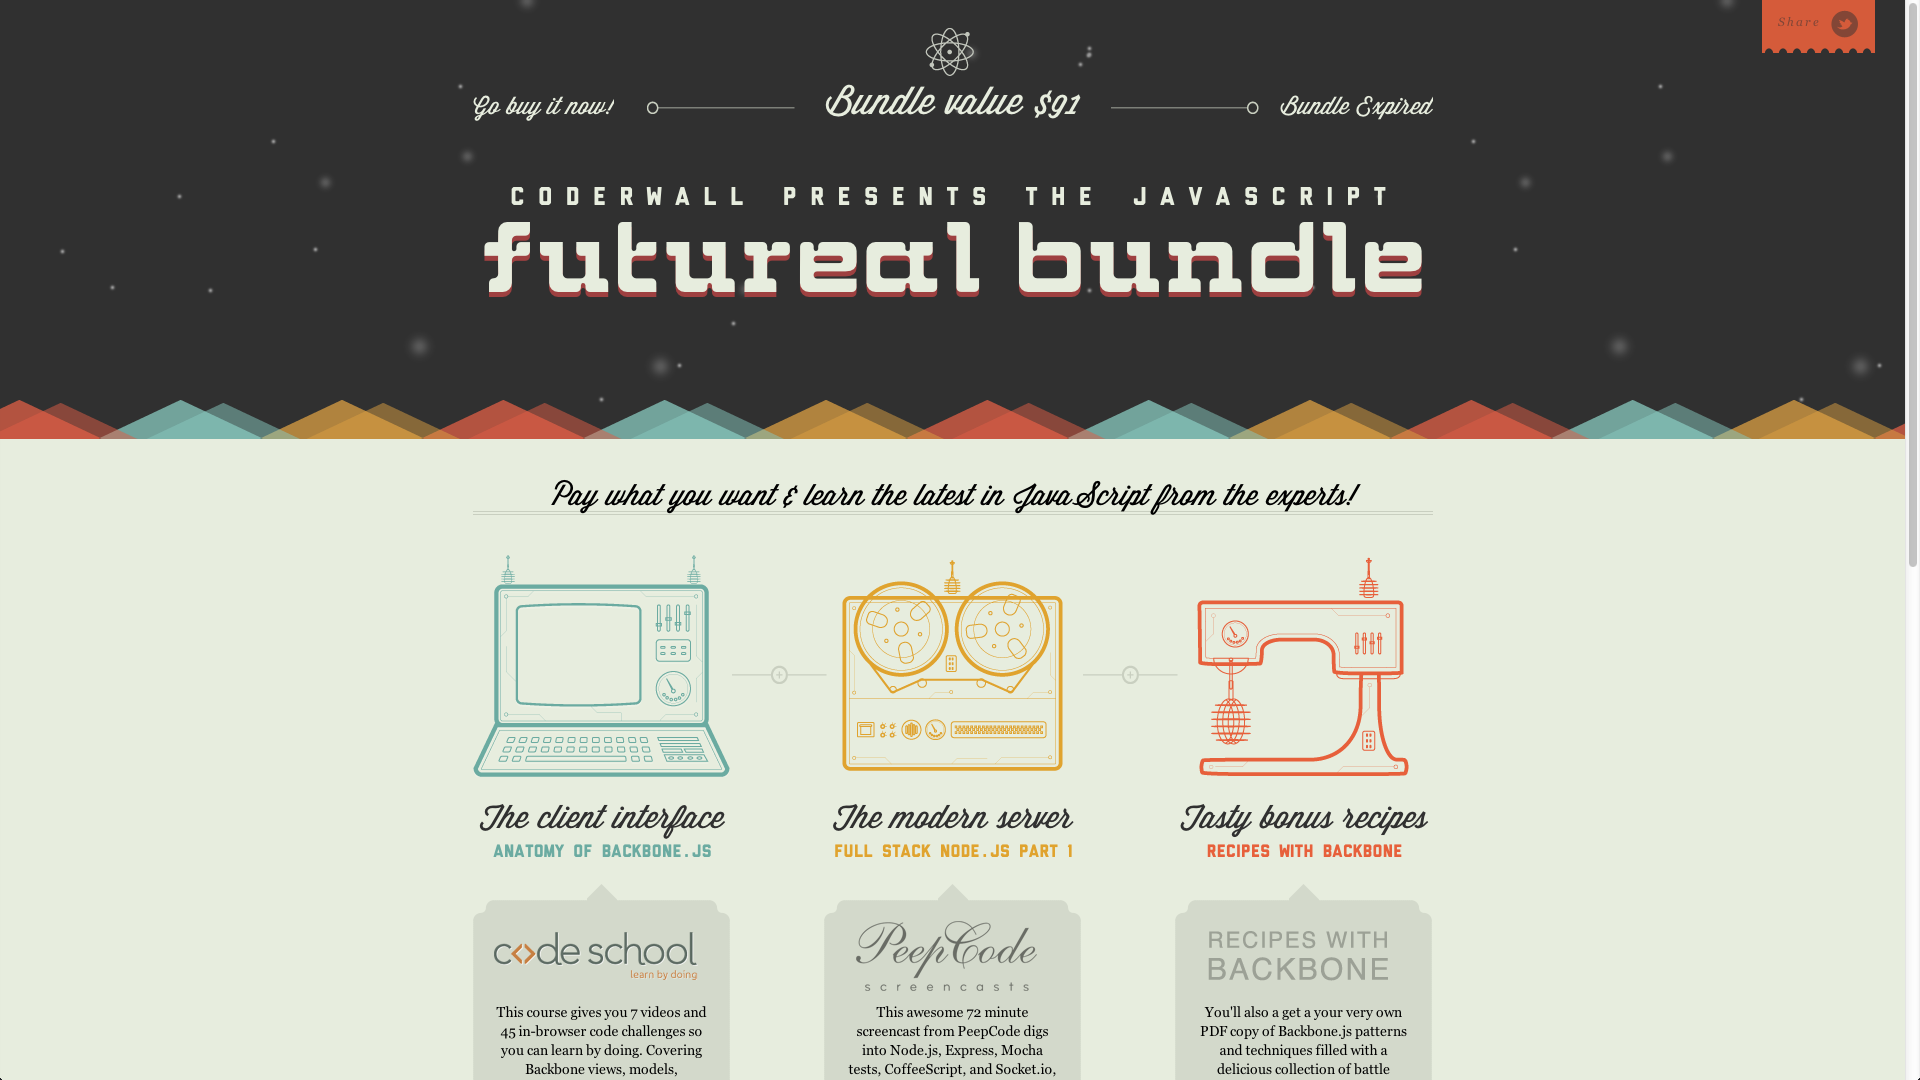 Share
Go buy it now!
Bundle value $91
Bundle Expired
CODERWALL PRESENTS THE JAVASCRIPT
futureal bundle
Pay what you want & learn the latest in JavaScript from the experts!
The client interface
ANATOMY OF BACKBONE.JS
The modern server
FULL STACK NODE.JS PART 1
Tasty bonus recipes
RECIPES WITH BACKBONE
code school
learn by doing
This course gives you 7 videos and
45 in-browser code challenges so
you can learn by doing. Covering
Backbone views, models,
PeepCode
screencasts
This awesome 72 minute
screencast from PeepCode digs
into Node.js, Express, Mocha
tests, CoffeeScript, and Socket.io,
RECIPES WITH
BACKBONE
You'll also a get a your very own
PDF copy of Backbone.js patterns
and techniques filled with a
delicious collection of battle